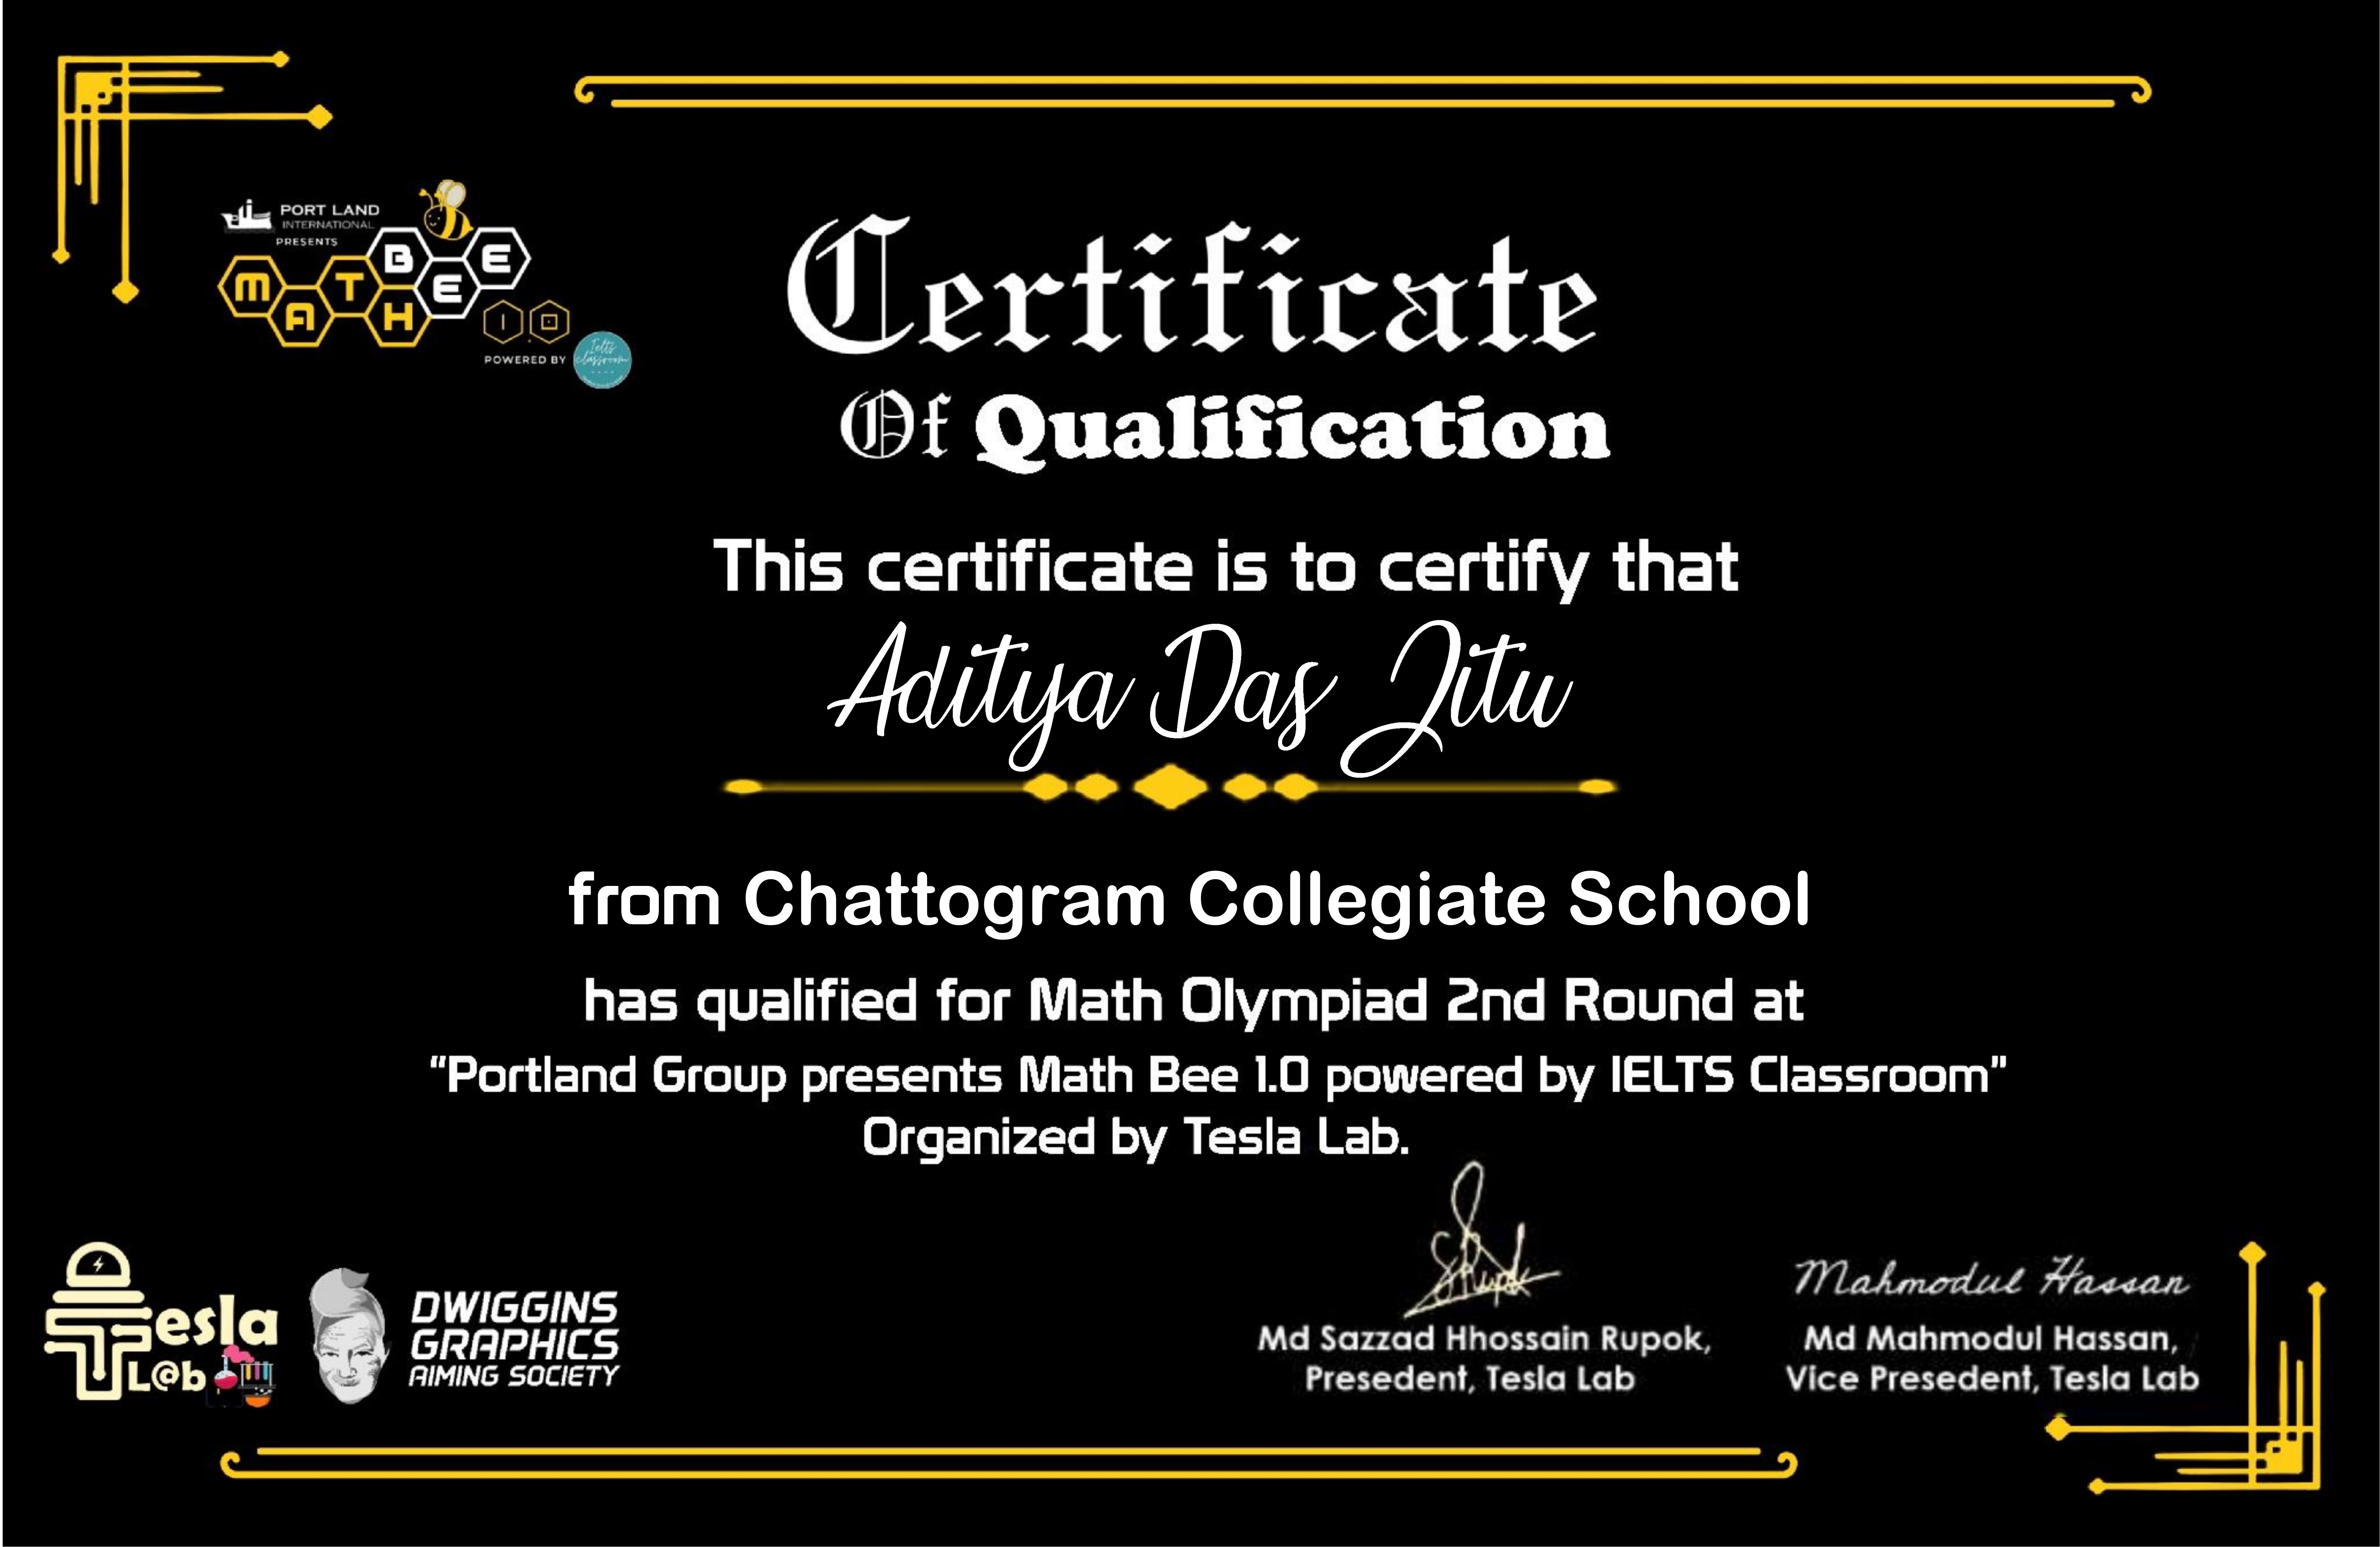 PORT LAND
INTERNATIONAL
PRESENTS
MATH BEE
1.0
POWERED BY
Ielts
classroom
Certificate
Of Qualification
This certificate is to certify that
Aditya Das Jitu
from Chattogram Collegiate School
has qualified for Math Olympiad 2nd Round at
“Portland Group presents Math Bee 1.0 powered by IELTS Classroom”
Organized by Tesla Lab.
Tesla
L@b
DWIGGINS
GRAPHICS
AIMING SOCIETY
Md Sazzad Hhossain Rupok,
Presedent, Tesla Lab
Mahmodul Hassan
Md Mahmodul Hassan,
Vice Presedent, Tesla Lab